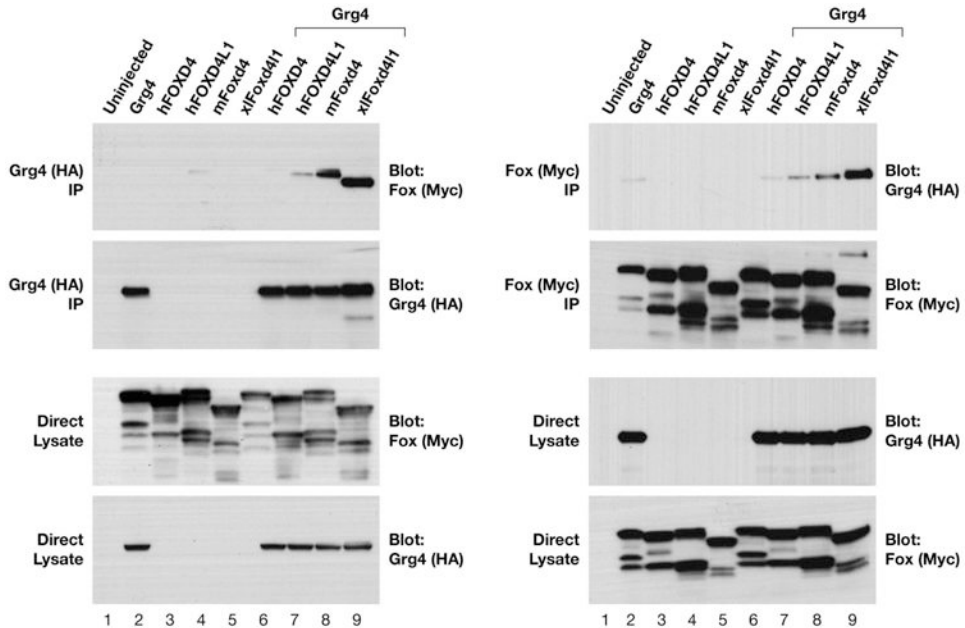 Grg4
Uninjected
Grg4
hFOXD4
hFOXD4L1
mFoxd4
xlFoxd4l1
hFOXD4
hFOXD4L1
mFoxd4
xlFoxd4l1
Grg4 (HA)
IP
Blot:
Fox (Myc)
Grg4 (HA)
IP
Blot:
Grg4 (HA)
Direct
Lysate
Blot:
Fox (Myc)
Direct
Lysate
Blot:
Grg4 (HA)
1 2 3 4 5 6 7 8 9
Grg4
Uninjected
Grg4
hFOXD4
hFOXD4L1
mFoxd4
xlFoxd4l1
hFOXD4
hFOXD4L1
mFoxd4
xlFoxd4l1
Fox (Myc)
IP
Blot:
Grg4 (HA)
Fox (Myc)
IP
Blot:
Fox (Myc)
Direct
Lysate
Blot:
Grg4 (HA)
Direct
Lysate
Blot:
Fox (Myc)
1 2 3 4 5 6 7 8 9